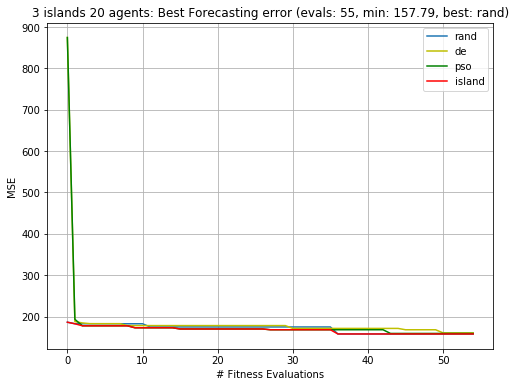 3 islands 20 agents: Best Forecasting error (evals: 55, min: 157.79, best: rand)
rand
de
pso
island
900
800
700
600
500
400
300
200
MSE
0 10 20 30 40 50
# Fitness Evaluations